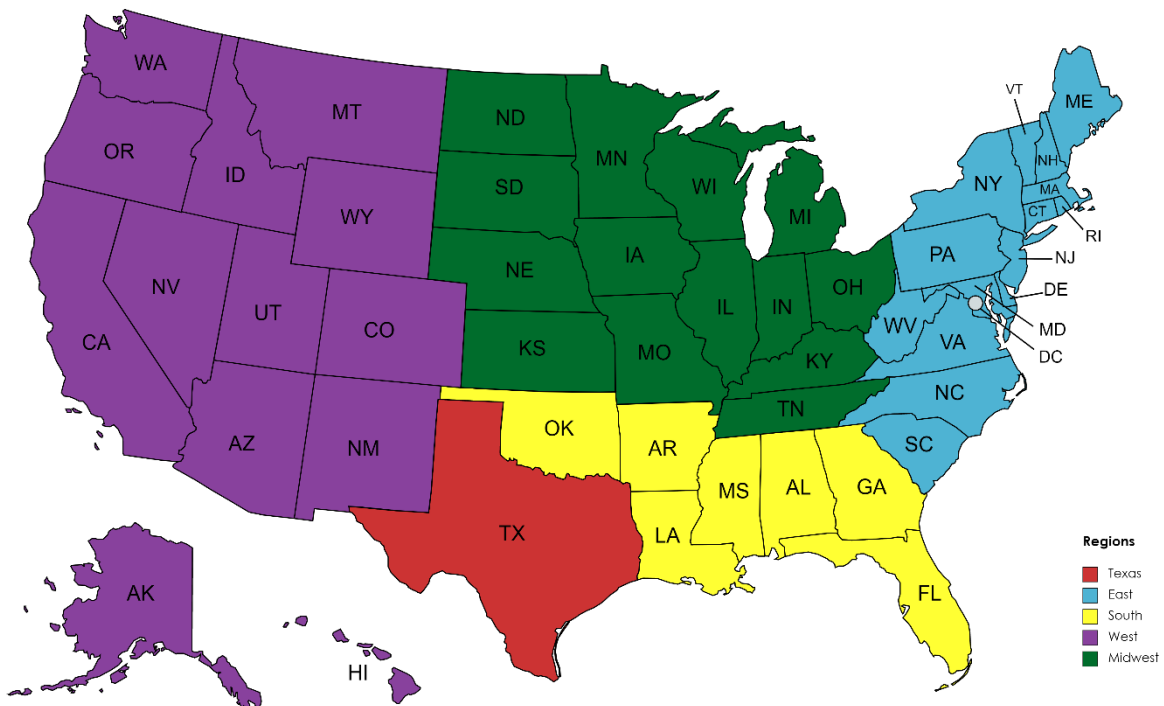 WA
MT
ND
MN
VT
ME
OR
ID
SD
WI
MI
NY
NH
MA
CT
RI
WY
NE
IA
PA
NJ
NV
UT
CO
IL
IN
OH
DE
WV
MD
CA
KS
MO
KY
VA
DC
AZ
NM
OK
AR
TN
NC
SC
TX
LA
MS
AL
GA
FL
AK
HI
Regions
Texas
East
South
West
Midwest